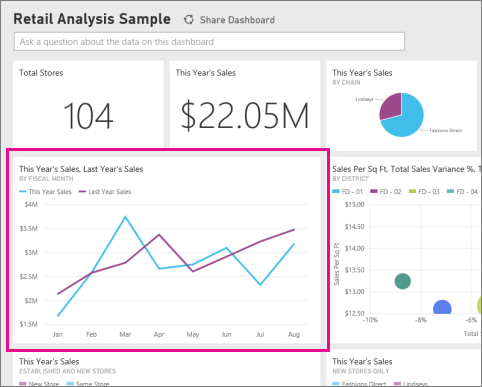 Retail Analysis Sample Share Dashboard
Ask a question about the data on this dashboard
Total Stores
104
This Year's Sales
$22.05M
This Year's Sales
BY CHAIN
Lindseys
Fashions Direct
This Year's Sales, Last Year's Sales
BY FISCAL MONTH
This Year Sales Last Year Sales
$4M
$3.5M
$3M
$2.5M
$2M
$1.5M
Jan Feb Mar Apr May Jun Jul Aug
Sales Per Sq Ft, Total Sales Variance %, T
BY DISTRICT
FD - 01 FD - 02 FD - 03 FD - 04
Sales Per Sq Ft
$15.00
$14.50
$14.00
$13.50
$13.00
$12.50
-10% -8% -6%
Total S
This Year's Sales
ESTABLISHED AND NEW STORES
New Store Same Store
This Year's Sales
NEW STORES ONLY
Fashions Direct Lindseys